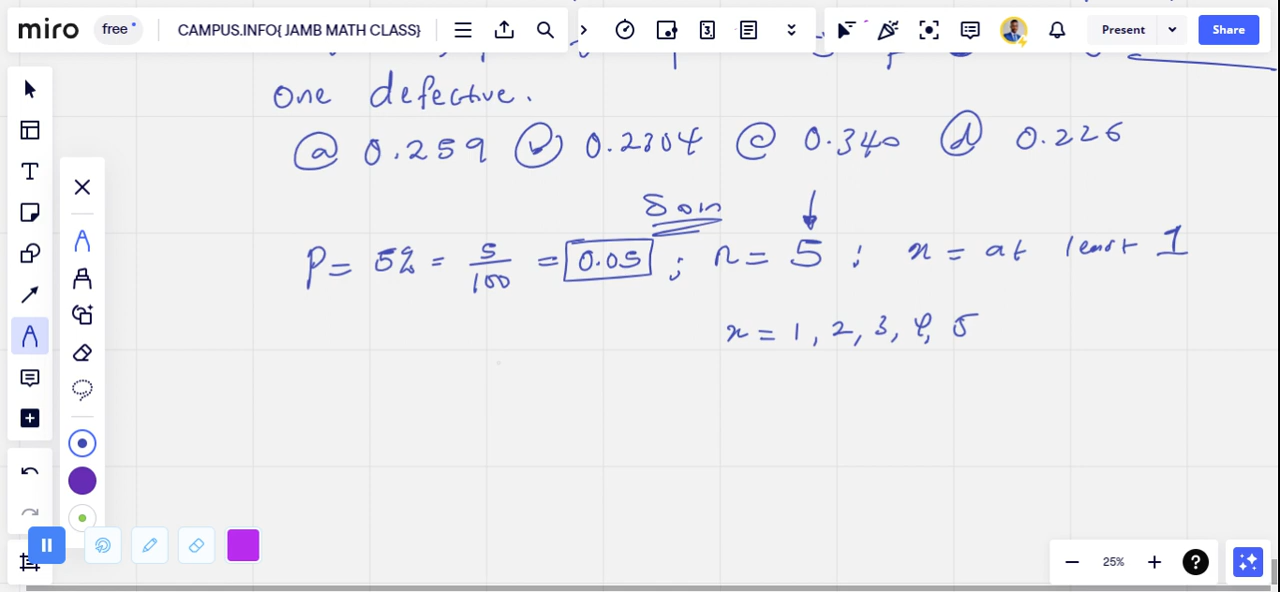 miro free CAMPUS.INFO{ JAMB MATH CLASS} Present Share
One defective.
ⓐ 0.259 ⓑ 0.2304 ⓒ 0.340 ⓓ 0.226
Soln
P = 5% = 5/100 = 0.05 ; n = 5 ; x = at least 1
x = 1, 2, 3, 4, 5
25%